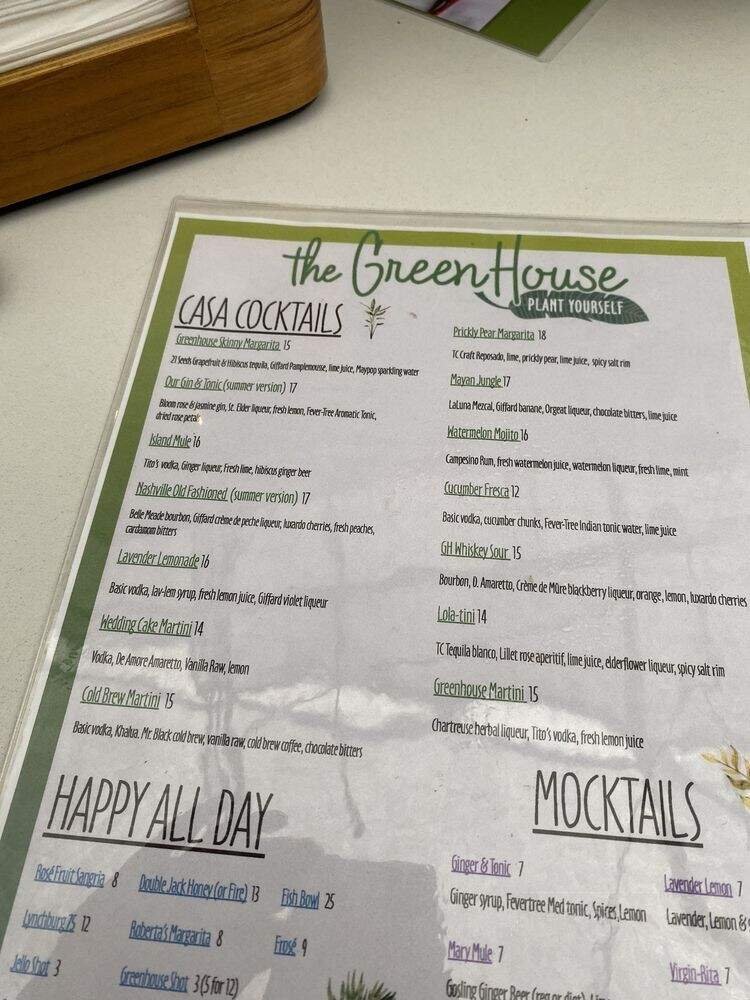 the GreenHouse
PLANT YOURSELF
CASA COCKTAILS
Greenhouse Skinny Margarita 15
21 Seeds Grapefruit & Hibiscus tequila, Giffard Pamplemousse, lime juice, Maypop sparkling water
Our Gin & Tonic (summer version) 17
Bloom rose & jasmine gin, St. Elder liqueur, fresh lemon, Fever-Tree Aromatic Tonic,
dried rose petal
Island Mule 16
Tito's vodka, Ginger liqueur, Fresh lime, hibiscus ginger beer
Nashville Old Fashioned (summer version) 17
Belle Meade bourbon, Giffard crème de peche liqueur, luxardo cherries, fresh peaches,
cardamom bitters
Lavender Lemonade 16
Basic vodka, lav-lem syrup, fresh lemon juice, Giffard violet liqueur
Wedding Cake Martini 14
Vodka, De Amore Amaretto, Vanilla Raw, lemon
Cold Brew Martini 15
Basic vodka, Khalua. Mr. Black cold brew, vanilla raw, cold brew coffee, chocolate bitters
Prickly Pear Margarita 18
TC Craft Reposado, lime, prickly pear, lime juice, spicy salt rim
Mayan Jungle 17
LaLuna Mezcal, Giffard banane, Orgeat liqueur, chocolate bitters, lime juice
Watermelon Mojito 16
Campesino Rum, fresh watermelon juice, watermelon liqueur, fresh lime, mint
Cucumber Fresca 12
Basic vodka, cucumber chunks, Fever-Tree Indian tonic water, lime juice
GH Whiskey Sour 15
Bourbon, D. Amaretto, Crème de Mûre blackberry liqueur, orange, lemon, luxardo cherries
Lola-tini 14
TC Tequila blanco, Lillet rose aperitif, lime juice, elderflower liqueur, spicy salt rim
Greenhouse Martini 15
Chartreuse herbal liqueur, Tito's vodka, fresh lemon juice
HAPPY ALL DAY
Rosé Fruit Sangria 8
Lynchburg 75 12
Jello Shot 3
Double Jack Honey (or Fire) 13
Roberta's Margarita 8
Greenhouse Shot 3 (5 for 12)
Fish Bowl 25
Frosé 9
MOCKTAILS
Ginger & Tonic 7
Ginger syrup, Fevertree Med tonic, Spices, Lemon
Mary Mule 7
Gosling Ginger Beer (reg or diet)
Lavender Lemon 7
Lavender, Lemon &
Virgin-Rita 7